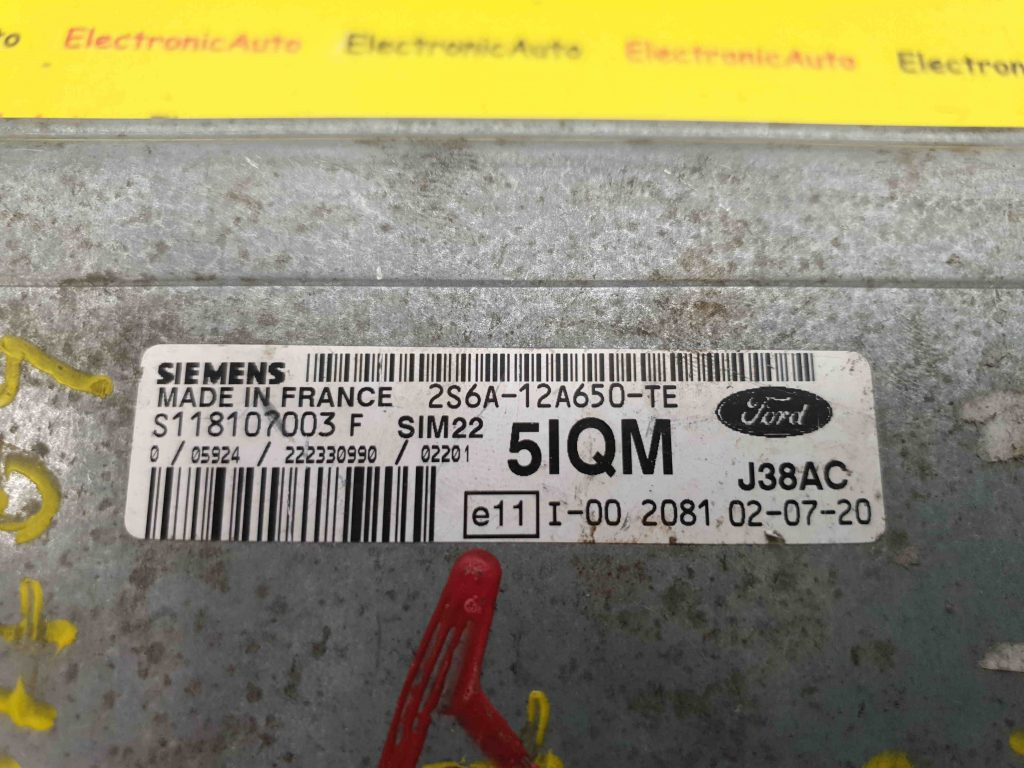 ElectronicAuto ElectronicAuto ElectronicAuto
SIEMENS
MADE IN FRANCE 2S6A-12A650-TE
S118107003 F SIM22
Ford
0 / 05924 / 222330990 / 02201
5IQM
J38AC
e11 I-00 2081 02-07-20